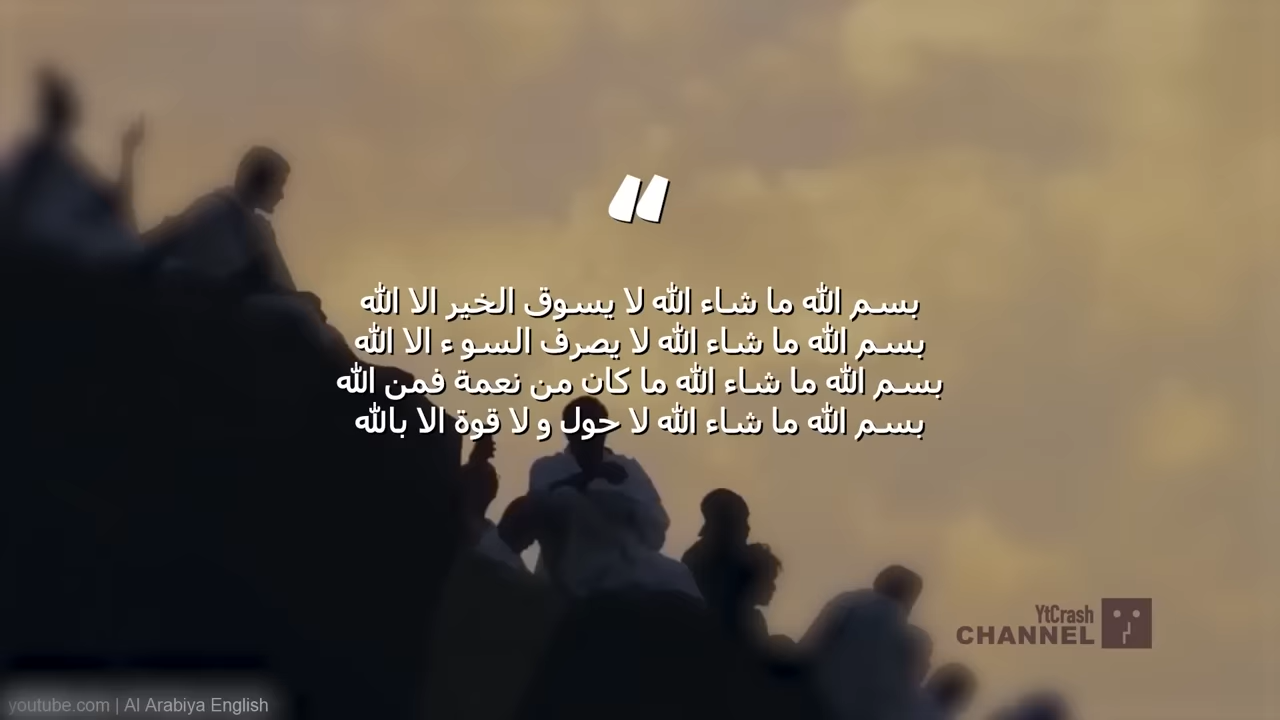 بسم الله ما شاء الله لا يسوق الخير الا الله
بسم الله ما شاء الله لا يصرف السوء الا الله
بسم الله ما شاء الله ما كان من نعمة فمن الله
بسم الله ما شاء الله لا حول و لا قوة الا بالله
YtCrash
CHANNEL
youtube.com | Al Arabiya English